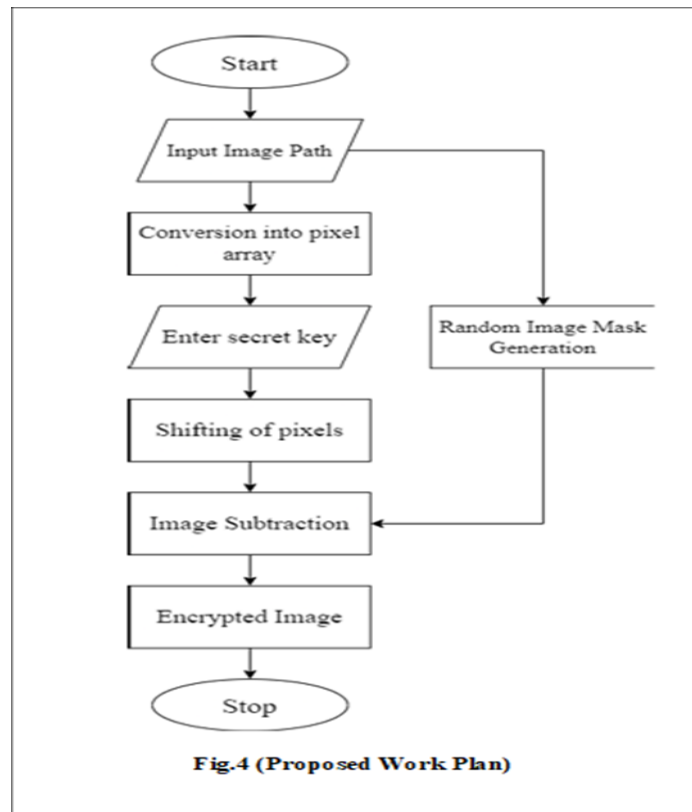 Start
Input Image Path
Conversion into pixel
array
Enter secret key
Random Image Mask
Generation
Shifting of pixels
Image Subtraction
Encrypted Image
Stop
Fig.4 (Proposed Work Plan)